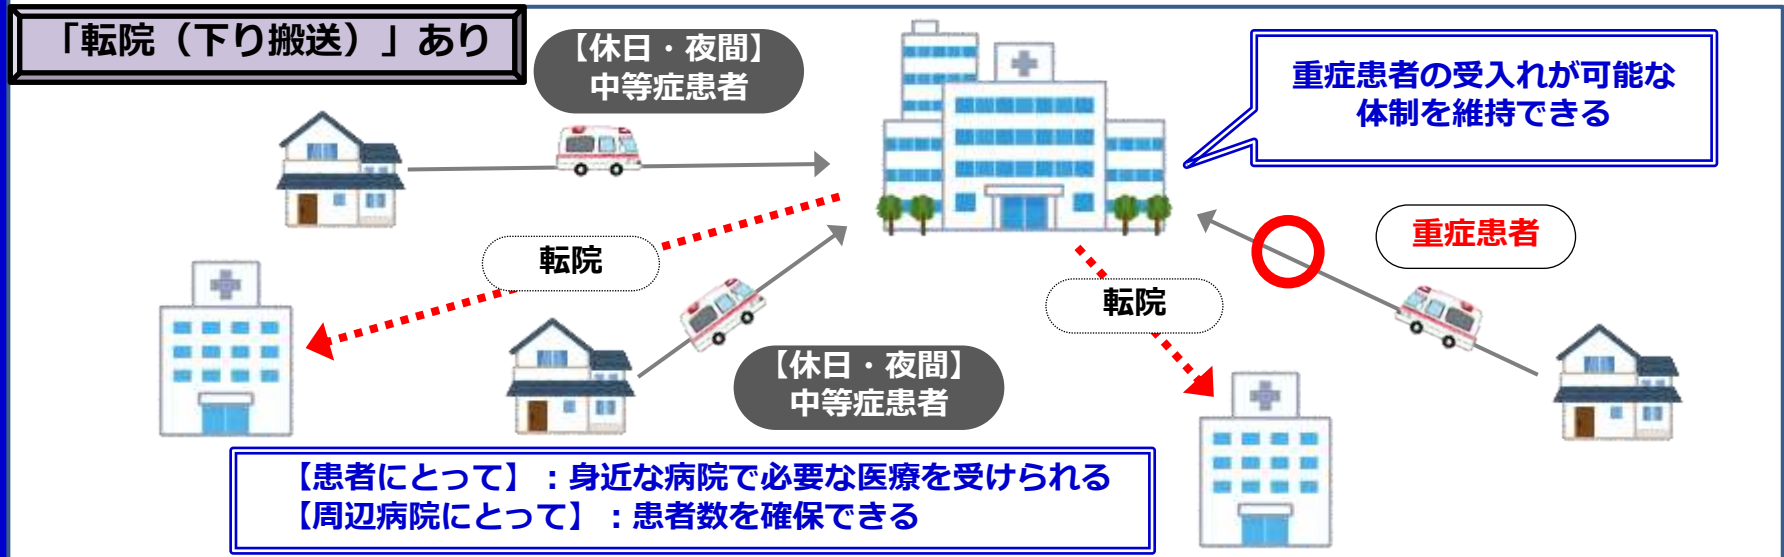 「転院（下り搬送）」あり
【休日・夜間】
中等症患者
重症患者の受入れが可能な
体制を維持できる
重症患者
転院
転院
【休日・夜間】
中等症患者
【患者にとって】：身近な病院で必要な医療を受けられる
【周辺病院にとって】：患者数を確保できる